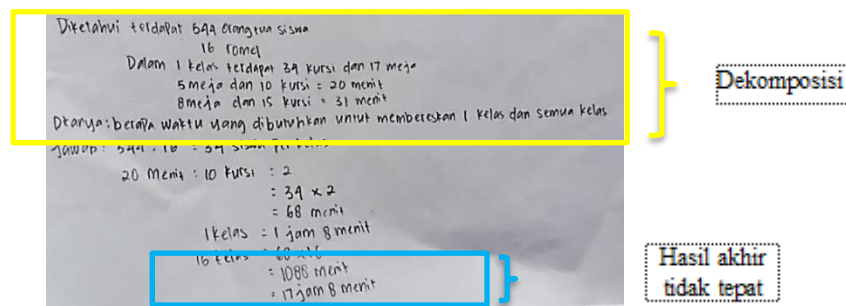 Diketahui terdapat 544 orang tua siswa
16 romel
Dalam 1 kelas terdapat 34 kursi dan 17 meja
5 meja dan 10 kursi = 20 menit
8 meja dan 15 kursi = 31 menit
Dtanya: berapa waktu yang dibutuhkan untuk membereskan 1 kelas dan semua kelas
Jawab: 544 : 16 = 34 siswa Per kelas
20 Menit : 10 kursi : 2
: 34 x 2
= 68 menit
1 kelas = 1 jam 8 menit
16 kelas
= 1088 menit
= 17 jam 8 menit
Dekomposisi
Hasil akhir
tidak tepat